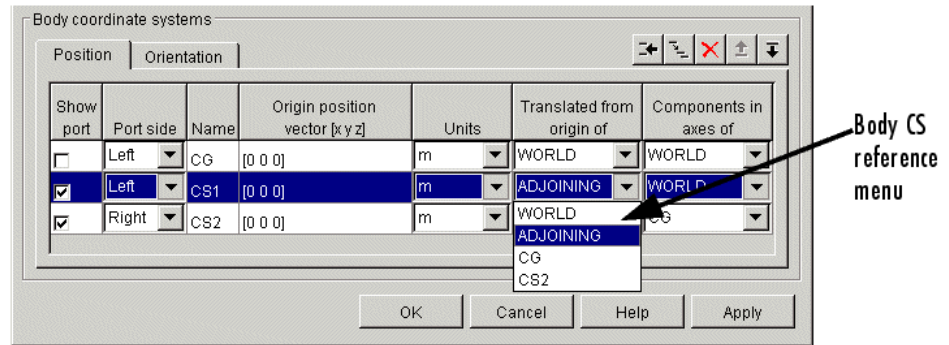 Body coordinate systems
Position
Orientation
Show port
Port side
Name
Origin position vector [x y z]
Units
Translated from origin of
Components in axes of
Left CG [0 0 0] m WORLD WORLD
Left CS1 [0 0 0] m ADJOINING WORLD
Right CS2 [0 0 0] m CG
WORLD
ADJOINING
CG
CS2
OK Cancel Help Apply
Body CS
reference
menu